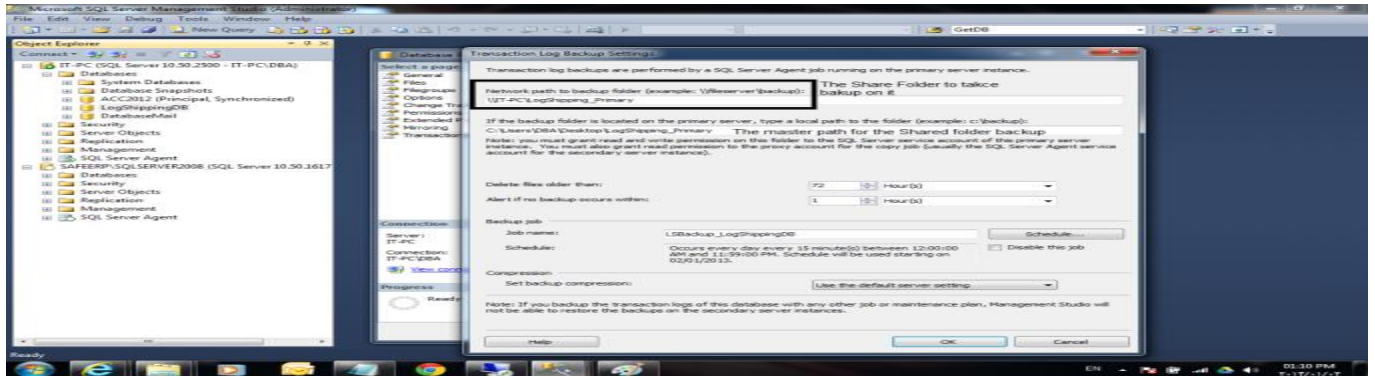 Microsoft SQL Server Management Studio (Administrator)
File Edit View Debug Tools Window Help
New Query
GetDB
Object Explorer
Connect
IT-PC (SQL Server 10.50.2500 - IT-PC\DBA)
Databases
System Databases
Database Snapshots
ACC2012 (Principal, Synchronized)
LogShippingDB
DatabaseMail
Security
Server Objects
Replication
Management
SQL Server Agent
SAFEERP\SQLSERVER2008 (SQL Server 10.50.1617
Databases
Security
Server Objects
Replication
Management
SQL Server Agent
Database
Select a page
General
Files
Filegroups
Options
Change Tra
Permissions
Extended P
Mirroring
Transaction
Connection
Server:
IT-PC
Connection:
IT-PC\DBA
View conn
Progress
Ready
Transaction Log Backup Settings
Transaction log backups are performed by a SQL Server Agent job running on the primary server instance.
Network path to backup folder (example: \\fileserver\backup):
\\IT-PC\LogShipping_Primary
The Share Folder to takce
bakup on it
If the backup folder is located on the primary server, type a local path to the folder (example: c:\backup):
C:\Users\DBA\Desktop\LogShipping_Primary
The master path for the Shared folder backup
Note: you must grant read and write permission on this folder to the SQL Server service account of the primary server
instance. You must also grant read permission to the proxy account for the copy job (usually the SQL Server Agent service
account for the secondary server instance).
Delete files older than:
72 Hour(s)
Alert if no backup occurs within:
1 Hour(s)
Backup job
Job name:
LSBackup_LogShippingDB
Schedule...
Schedule:
Occurs every day every 15 minute(s) between 12:00:00
AM and 11:59:00 PM. Schedule will be used starting on
02/01/2013.
Disable this job
Compression
Set backup compression:
Use the default server setting
Note: If you backup the transaction logs of this database with any other job or maintenance plan, Management Studio will
not be able to restore the backups on the secondary server instances.
Help
OK
Cancel
Ready
EN
01:10 PM